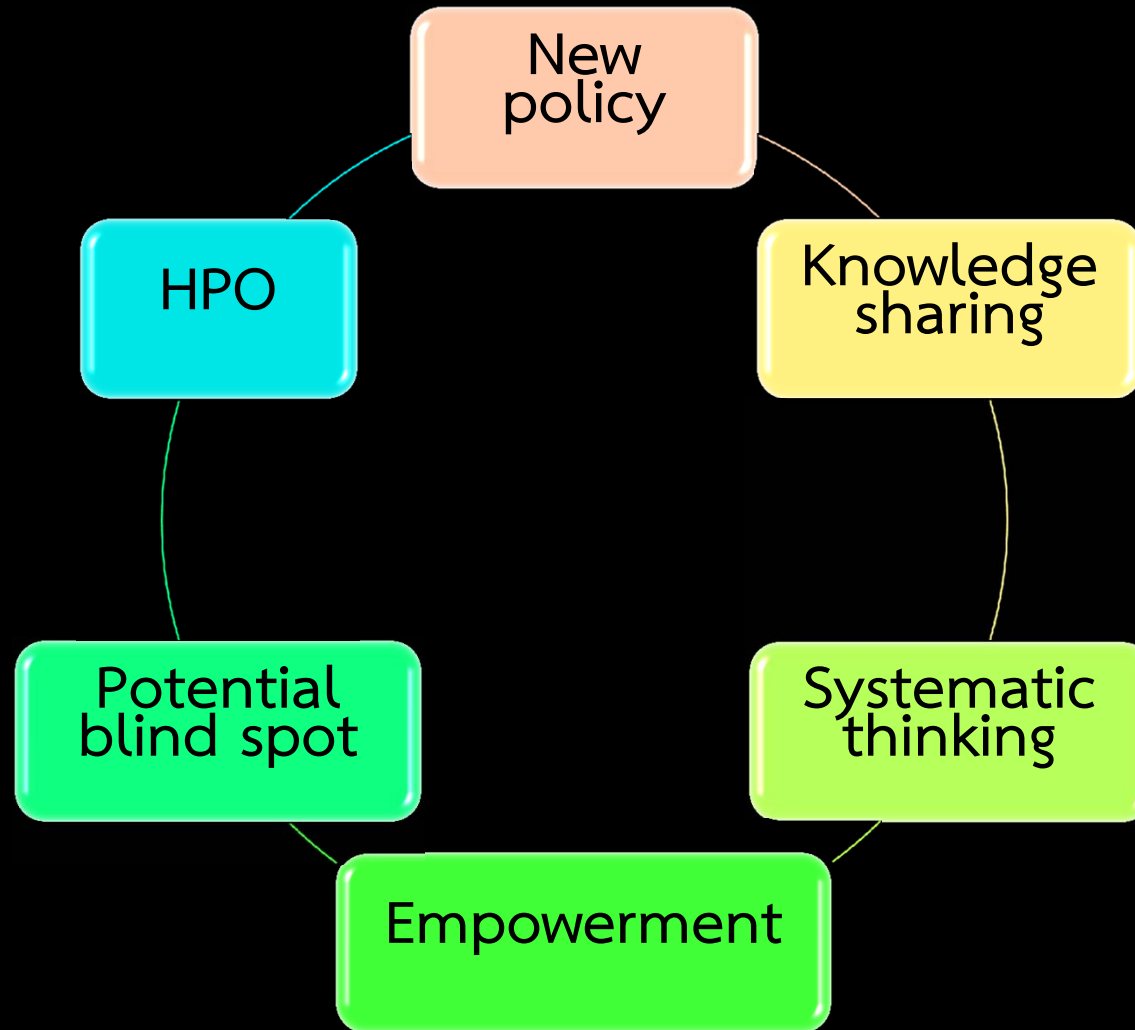 New
policy
Knowledge
sharing
Systematic
thinking
Empowerment
Potential
blind spot
HPO